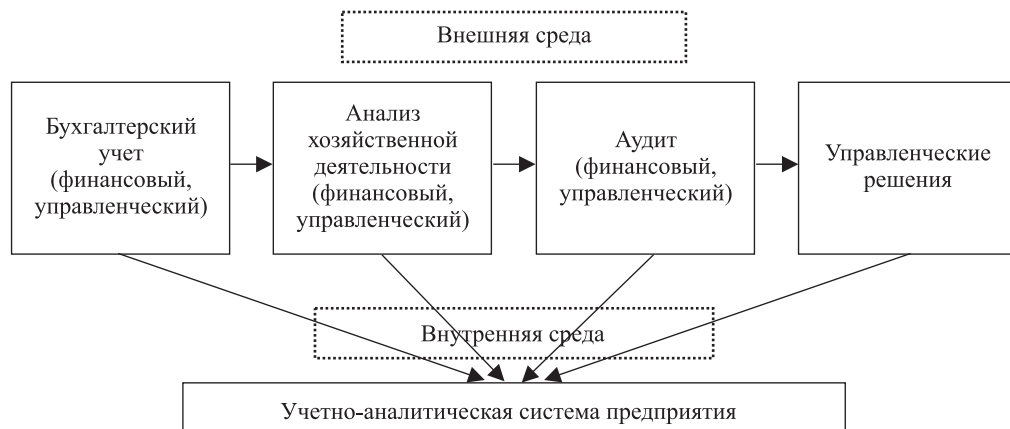 Внешняя среда
Бухгалтерский
учет
(финансовый,
управленческий)
Анализ
хозяйственной
деятельности
(финансовый,
управленческий)
Аудит
(финансовый,
управленческий)
Управленческие
решения
Внутренняя среда
Учетно-аналитическая система предприятия